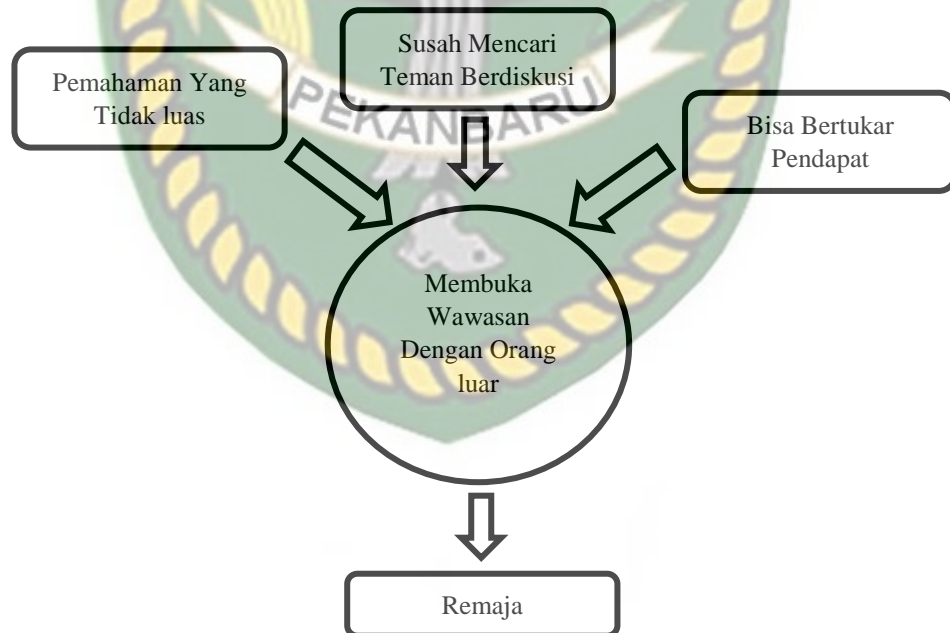 Susah Mencari
Teman Berdiskusi
Pemahaman Yang
Tidak luas
Bisa Bertukar
Pendapat
PEKANBARU
Membuka
Wawasan
Dengan Orang
luar
Remaja